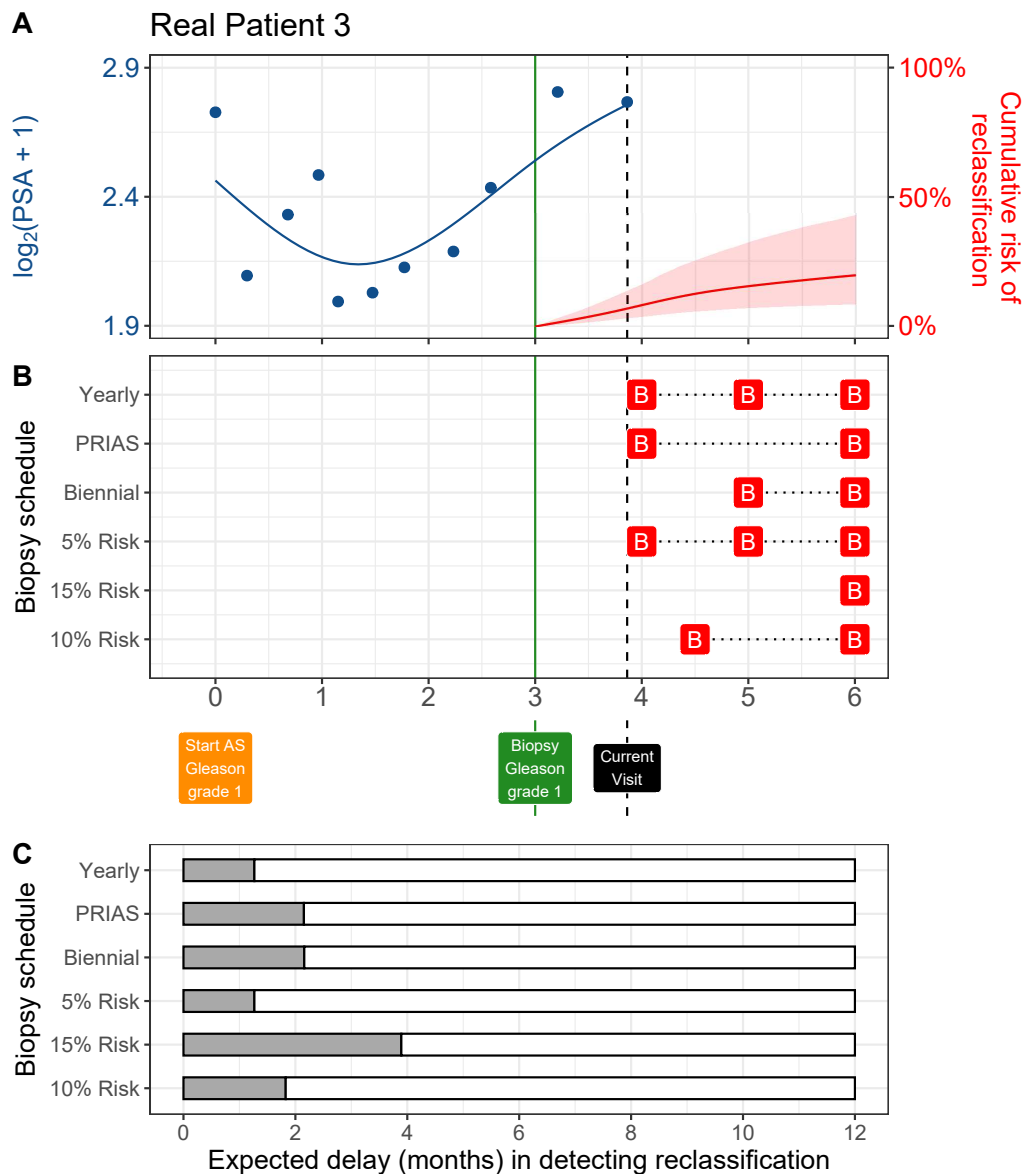 A
Real Patient 3
2.9
2.4
1.9
log₂(PSA + 1)
100%
50%
0%
Cumulative risk of
reclassification
B
Biopsy schedule
Yearly B B B
PRIAS B B
Biennial B B
5% Risk B B B
15% Risk B
10% Risk B B
0 1 2 3 4 5 6
Start AS
Gleason
grade 1
Biopsy
Gleason
grade 1
Current
Visit
C
Biopsy schedule
Yearly
PRIAS
Biennial
5% Risk
15% Risk
10% Risk
0 2 4 6 8 10 12
Expected delay (months) in detecting reclassification